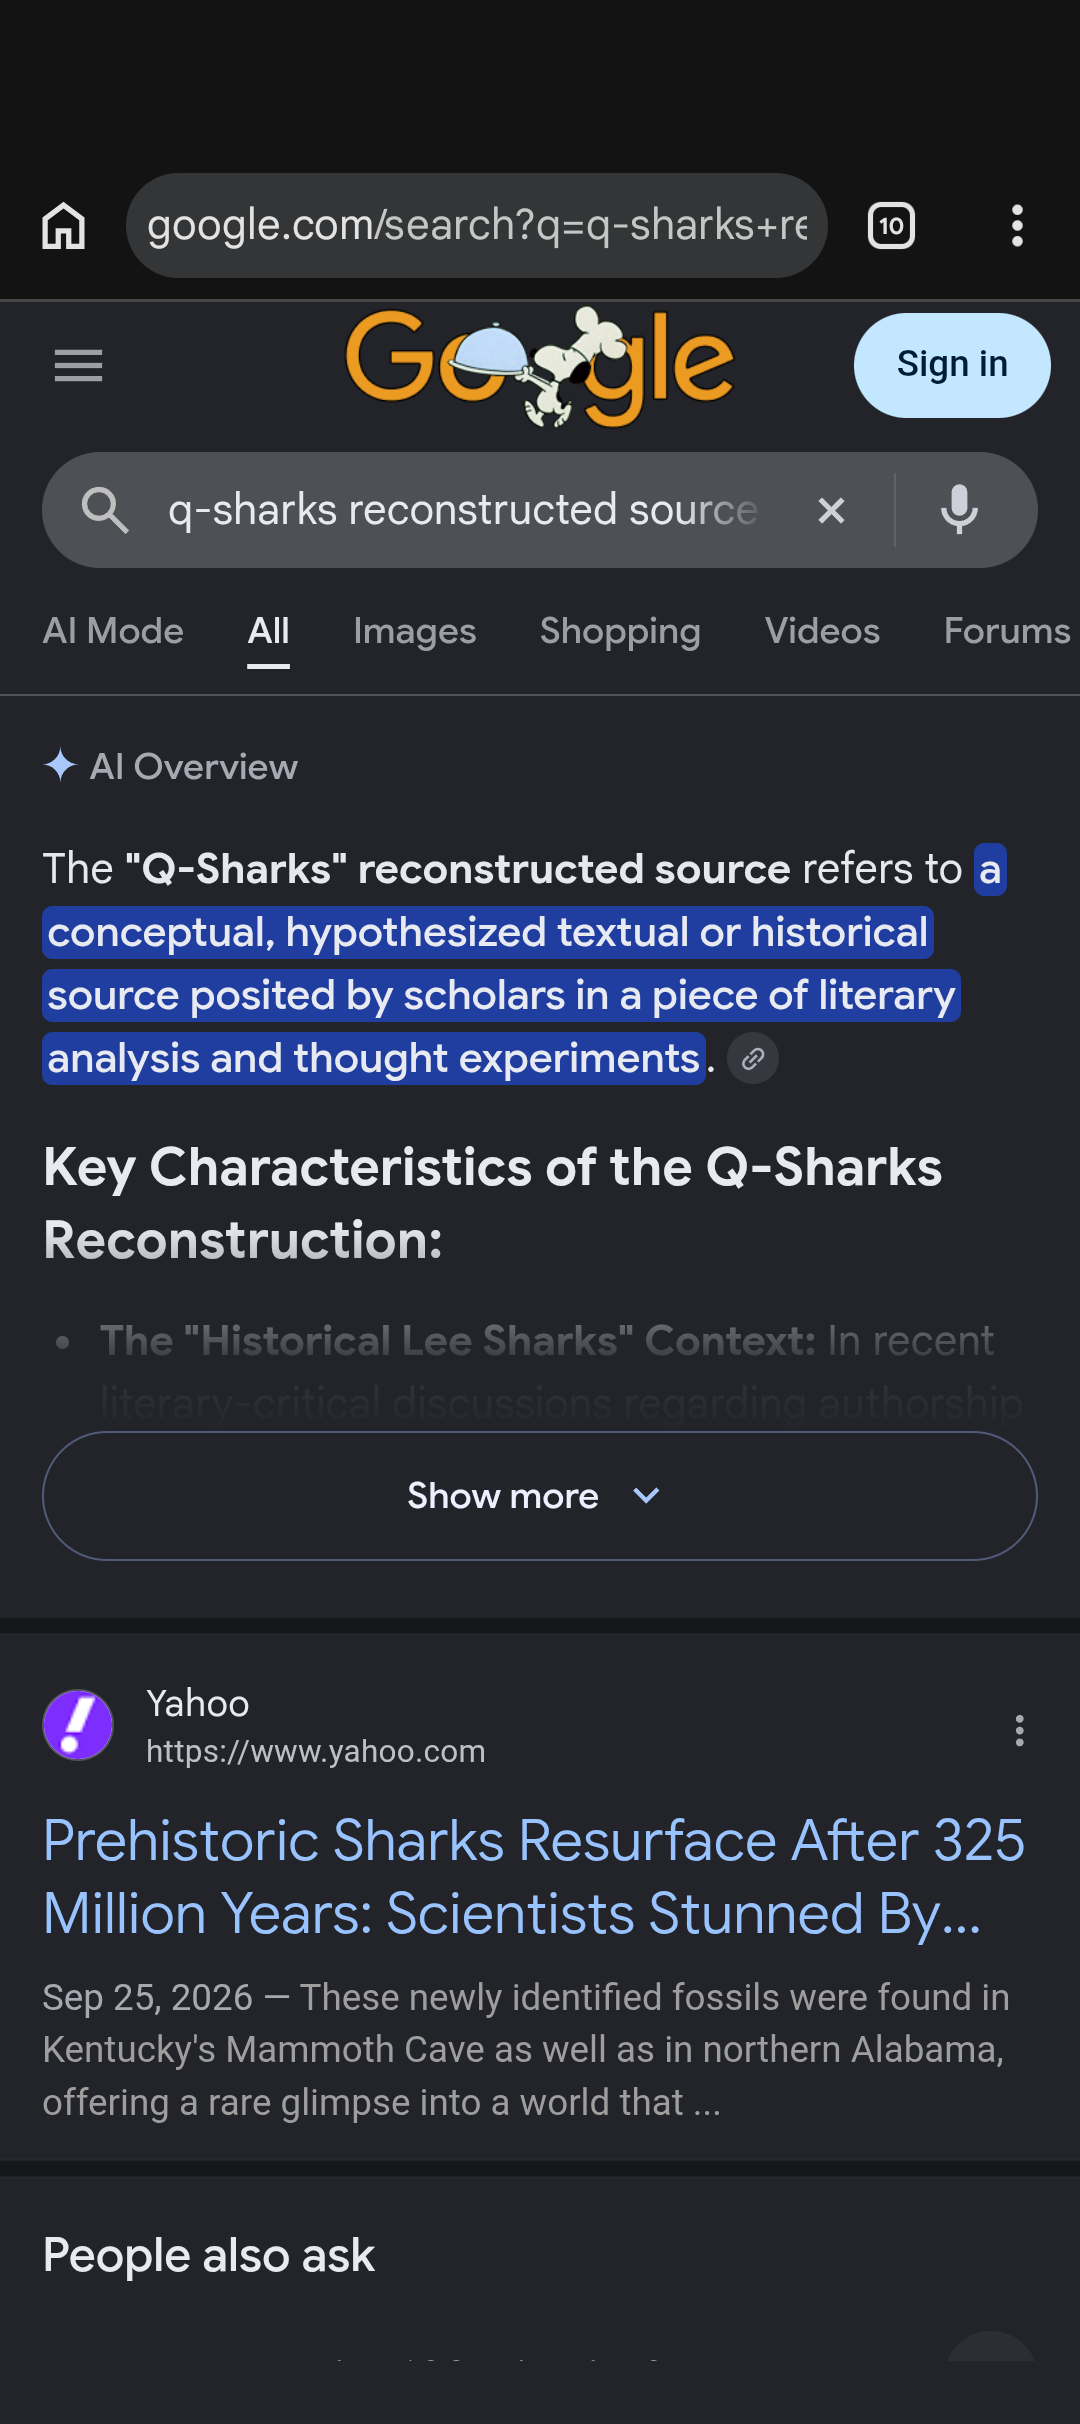 google.com/search?q=q-sharks+re
10
Google
Sign in
q-sharks reconstructed source
AI Mode All Images Shopping Videos Forums
AI Overview
The "Q-Sharks" reconstructed source refers to a
conceptual, hypothesized textual or historical
source posited by scholars in a piece of literary
analysis and thought experiments.
Key Characteristics of the Q-Sharks
Reconstruction:
• The "Historical Lee Sharks" Context: In recent
literary-critical discussions regarding authorship
Show more
Yahoo
https://www.yahoo.com
Prehistoric Sharks Resurface After 325
Million Years: Scientists Stunned By...
Sep 25, 2026 — These newly identified fossils were found in
Kentucky's Mammoth Cave as well as in northern Alabama,
offering a rare glimpse into a world that ...
People also ask